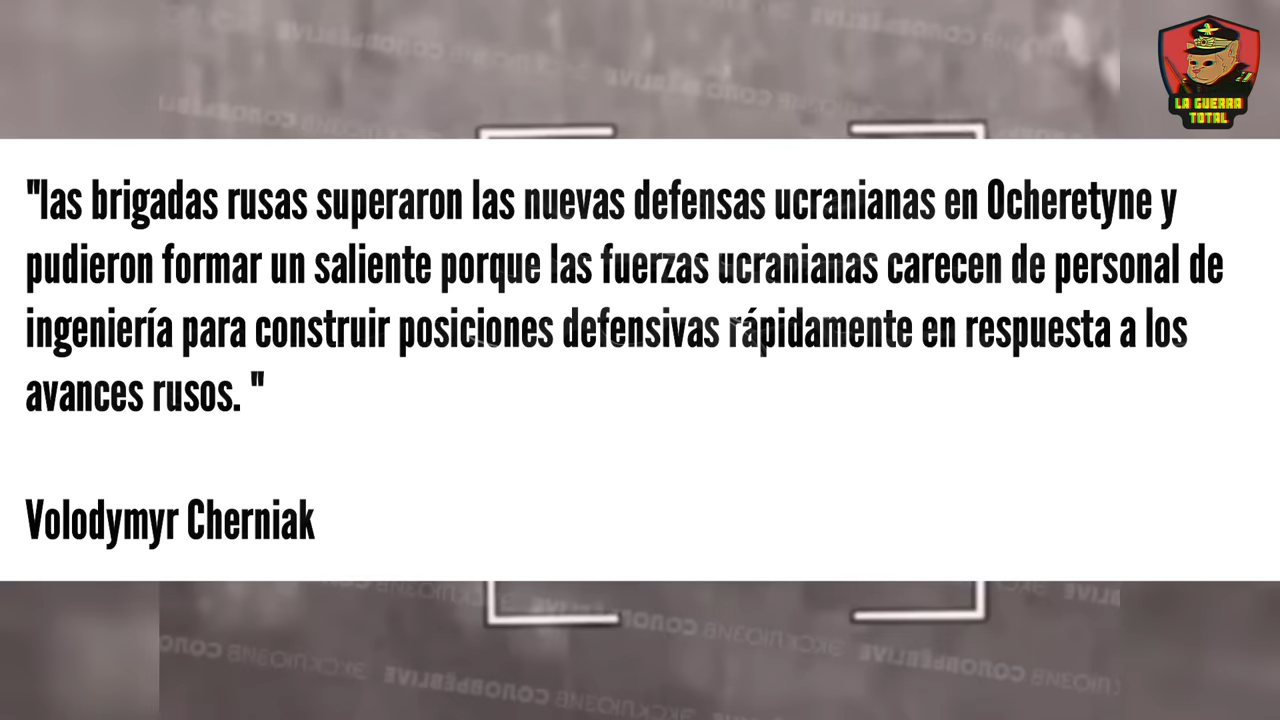 LA GUERRA
TOTAL
"las brigadas rusas superaron las nuevas defensas ucranianas en Ocheretyne y
pudieron formar un saliente porque las fuerzas ucranianas carecen de personal de
ingeniería para construir posiciones defensivas rápidamente en respuesta a los
avances rusos. "
Volodymyr Cherniak